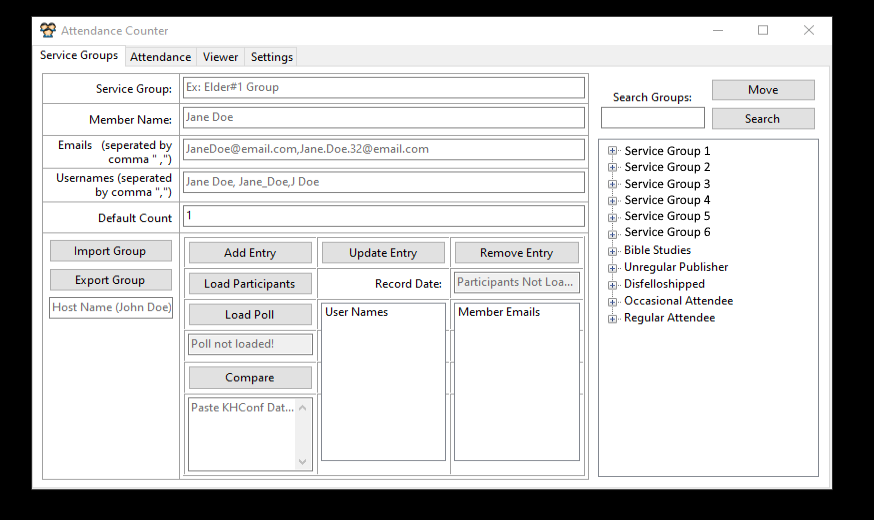 Attendance Counter
Service Groups Attendance Viewer Settings
Service Group: Ex: Elder#1 Group
Member Name: Jane Doe
Emails (seperated by
comma " ,") JaneDoe@email.com,Jane.Doe.32@email.com
Usernames (seperated
by comma ",") Jane Doe, Jane_Doe,J Doe
Default Count 1
Import Group
Export Group
Host Name (John Doe)
Add Entry Update Entry Remove Entry
Load Participants Record Date: Participants Not Loa...
Load Poll
Poll not loaded!
Compare
Paste KHConf Dat...
User Names
Member Emails
Move
Search Groups:
Search
Service Group 1
Service Group 2
Service Group 3
Service Group 4
Service Group 5
Service Group 6
Bible Studies
Unregular Publisher
Disfelloshipped
Occasional Attendee
Regular Attendee